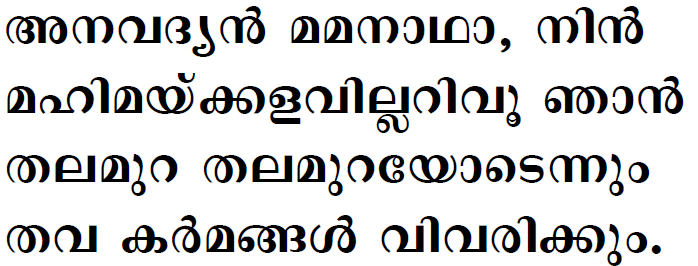 അനവദ്യൻ മമനാഥാ, നിൻ
മഹിമയ്ക്കളവില്ലറിവൂ ഞാൻ
തലമുറ തലമുറയോടെന്നും
തവ കർമങ്ങൾ വിവരിക്കും.